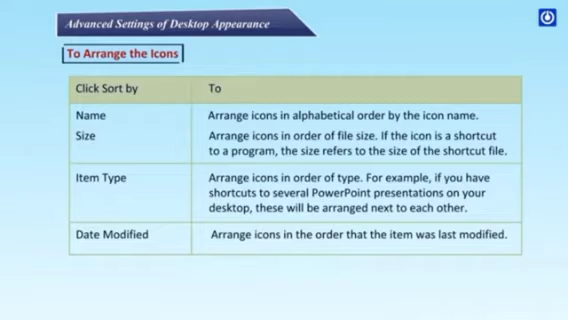 Advanced Settings of Desktop Appearance
To Arrange the Icons
Click Sort by To
Name Arrange icons in alphabetical order by the icon name.
Size Arrange icons in order of file size. If the icon is a shortcut
to a program, the size refers to the size of the shortcut file.
Item Type Arrange icons in order of type. For example, if you have
shortcuts to several PowerPoint presentations on your
desktop, these will be arranged next to each other.
Date Modified Arrange icons in the order that the item was last modified.